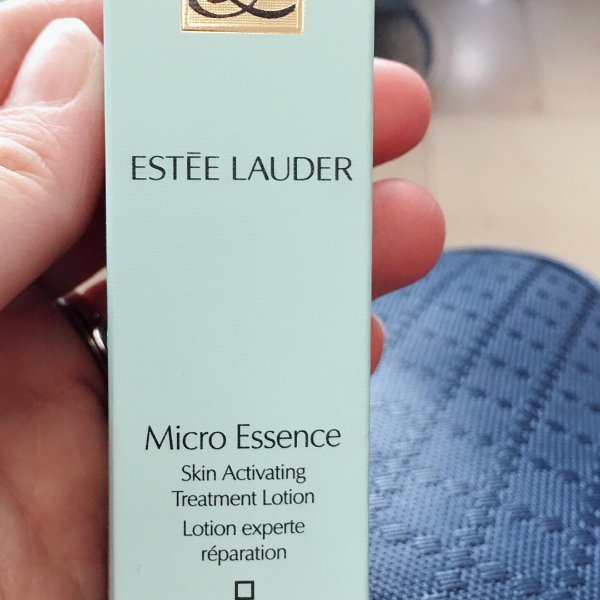 ESTĒE LAUDER
Micro Essence
Skin Activating
Treatment Lotion
Lotion experte
réparation